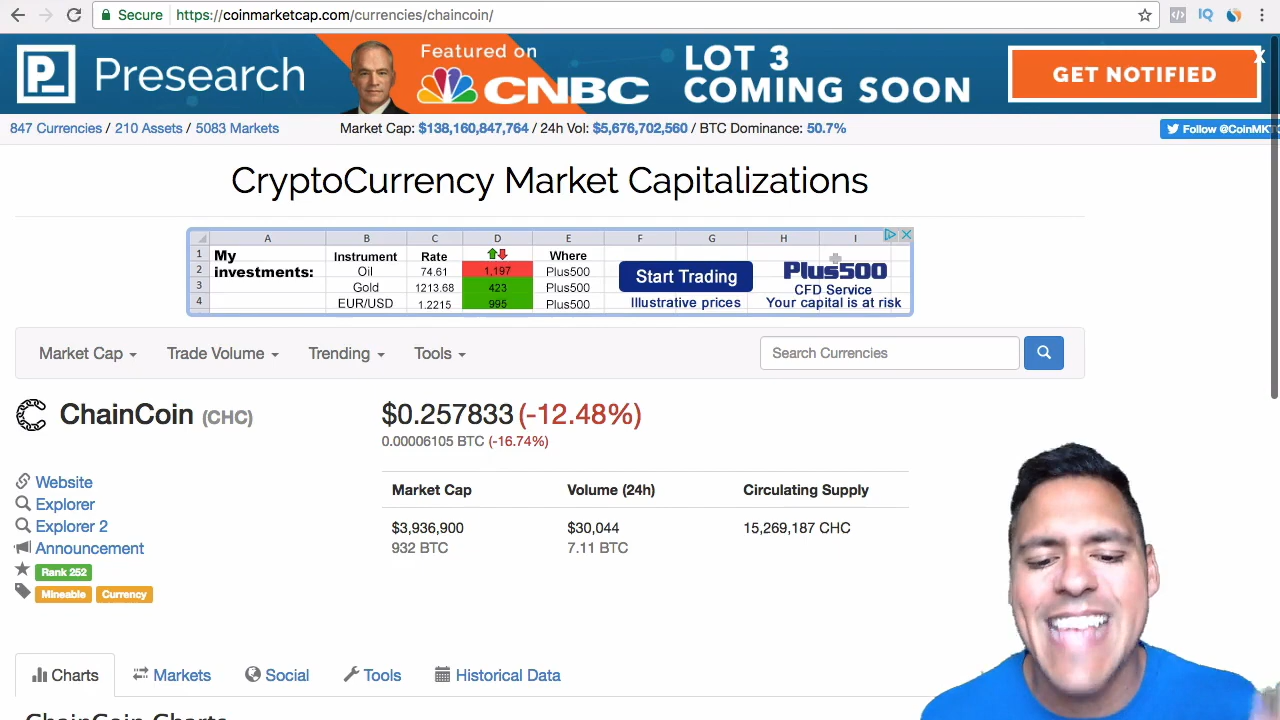 Secure https://coinmarketcap.com/currencies/chaincoin/
Presearch
Featured on
CNBC
LOT 3
COMING SOON
GET NOTIFIED
X
847 Currencies / 210 Assets / 5083 Markets
Market Cap: $138,160,847,764 / 24h Vol: $5,676,702,560 / BTC Dominance: 50.7%
Follow @CoinMKTC
CryptoCurrency Market Capitalizations
A B C D E F G H I
1 My Instrument Rate Where
2 investments: Oil 74.61 1,197 Plus500
3 Gold 1213.68 423 Plus500
4 EUR/USD 1.2215 995 Plus500
Start Trading
Illustrative prices
Plus500
CFD Service
Your capital is at risk
Market Cap Trade Volume Trending Tools
Search Currencies
ChainCoin (CHC)
$0.257833 (-12.48%)
0.00006105 BTC (-16.74%)
Website
Explorer
Explorer 2
Announcement
Rank 252
Mineable Currency
Market Cap Volume (24h) Circulating Supply
$3,936,900 $30,044 15,269,187 CHC
932 BTC 7.11 BTC
Charts Markets Social Tools Historical Data
ChainCoin Charts